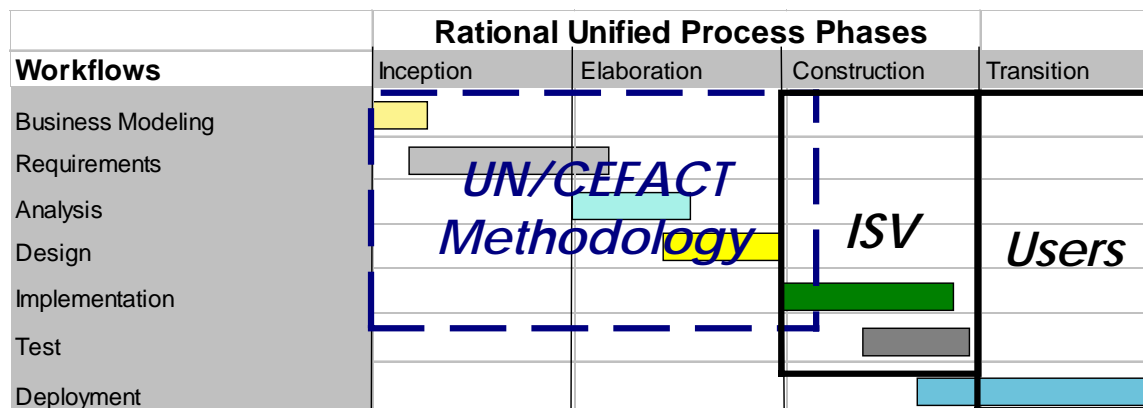 Rational Unified Process Phases
Workflows
Inception
Elaboration
Construction
Transition
Business Modeling
Requirements
Analysis
Design
Implementation
Test
Deployment
UN/CEFACT
Methodology
ISV
Users